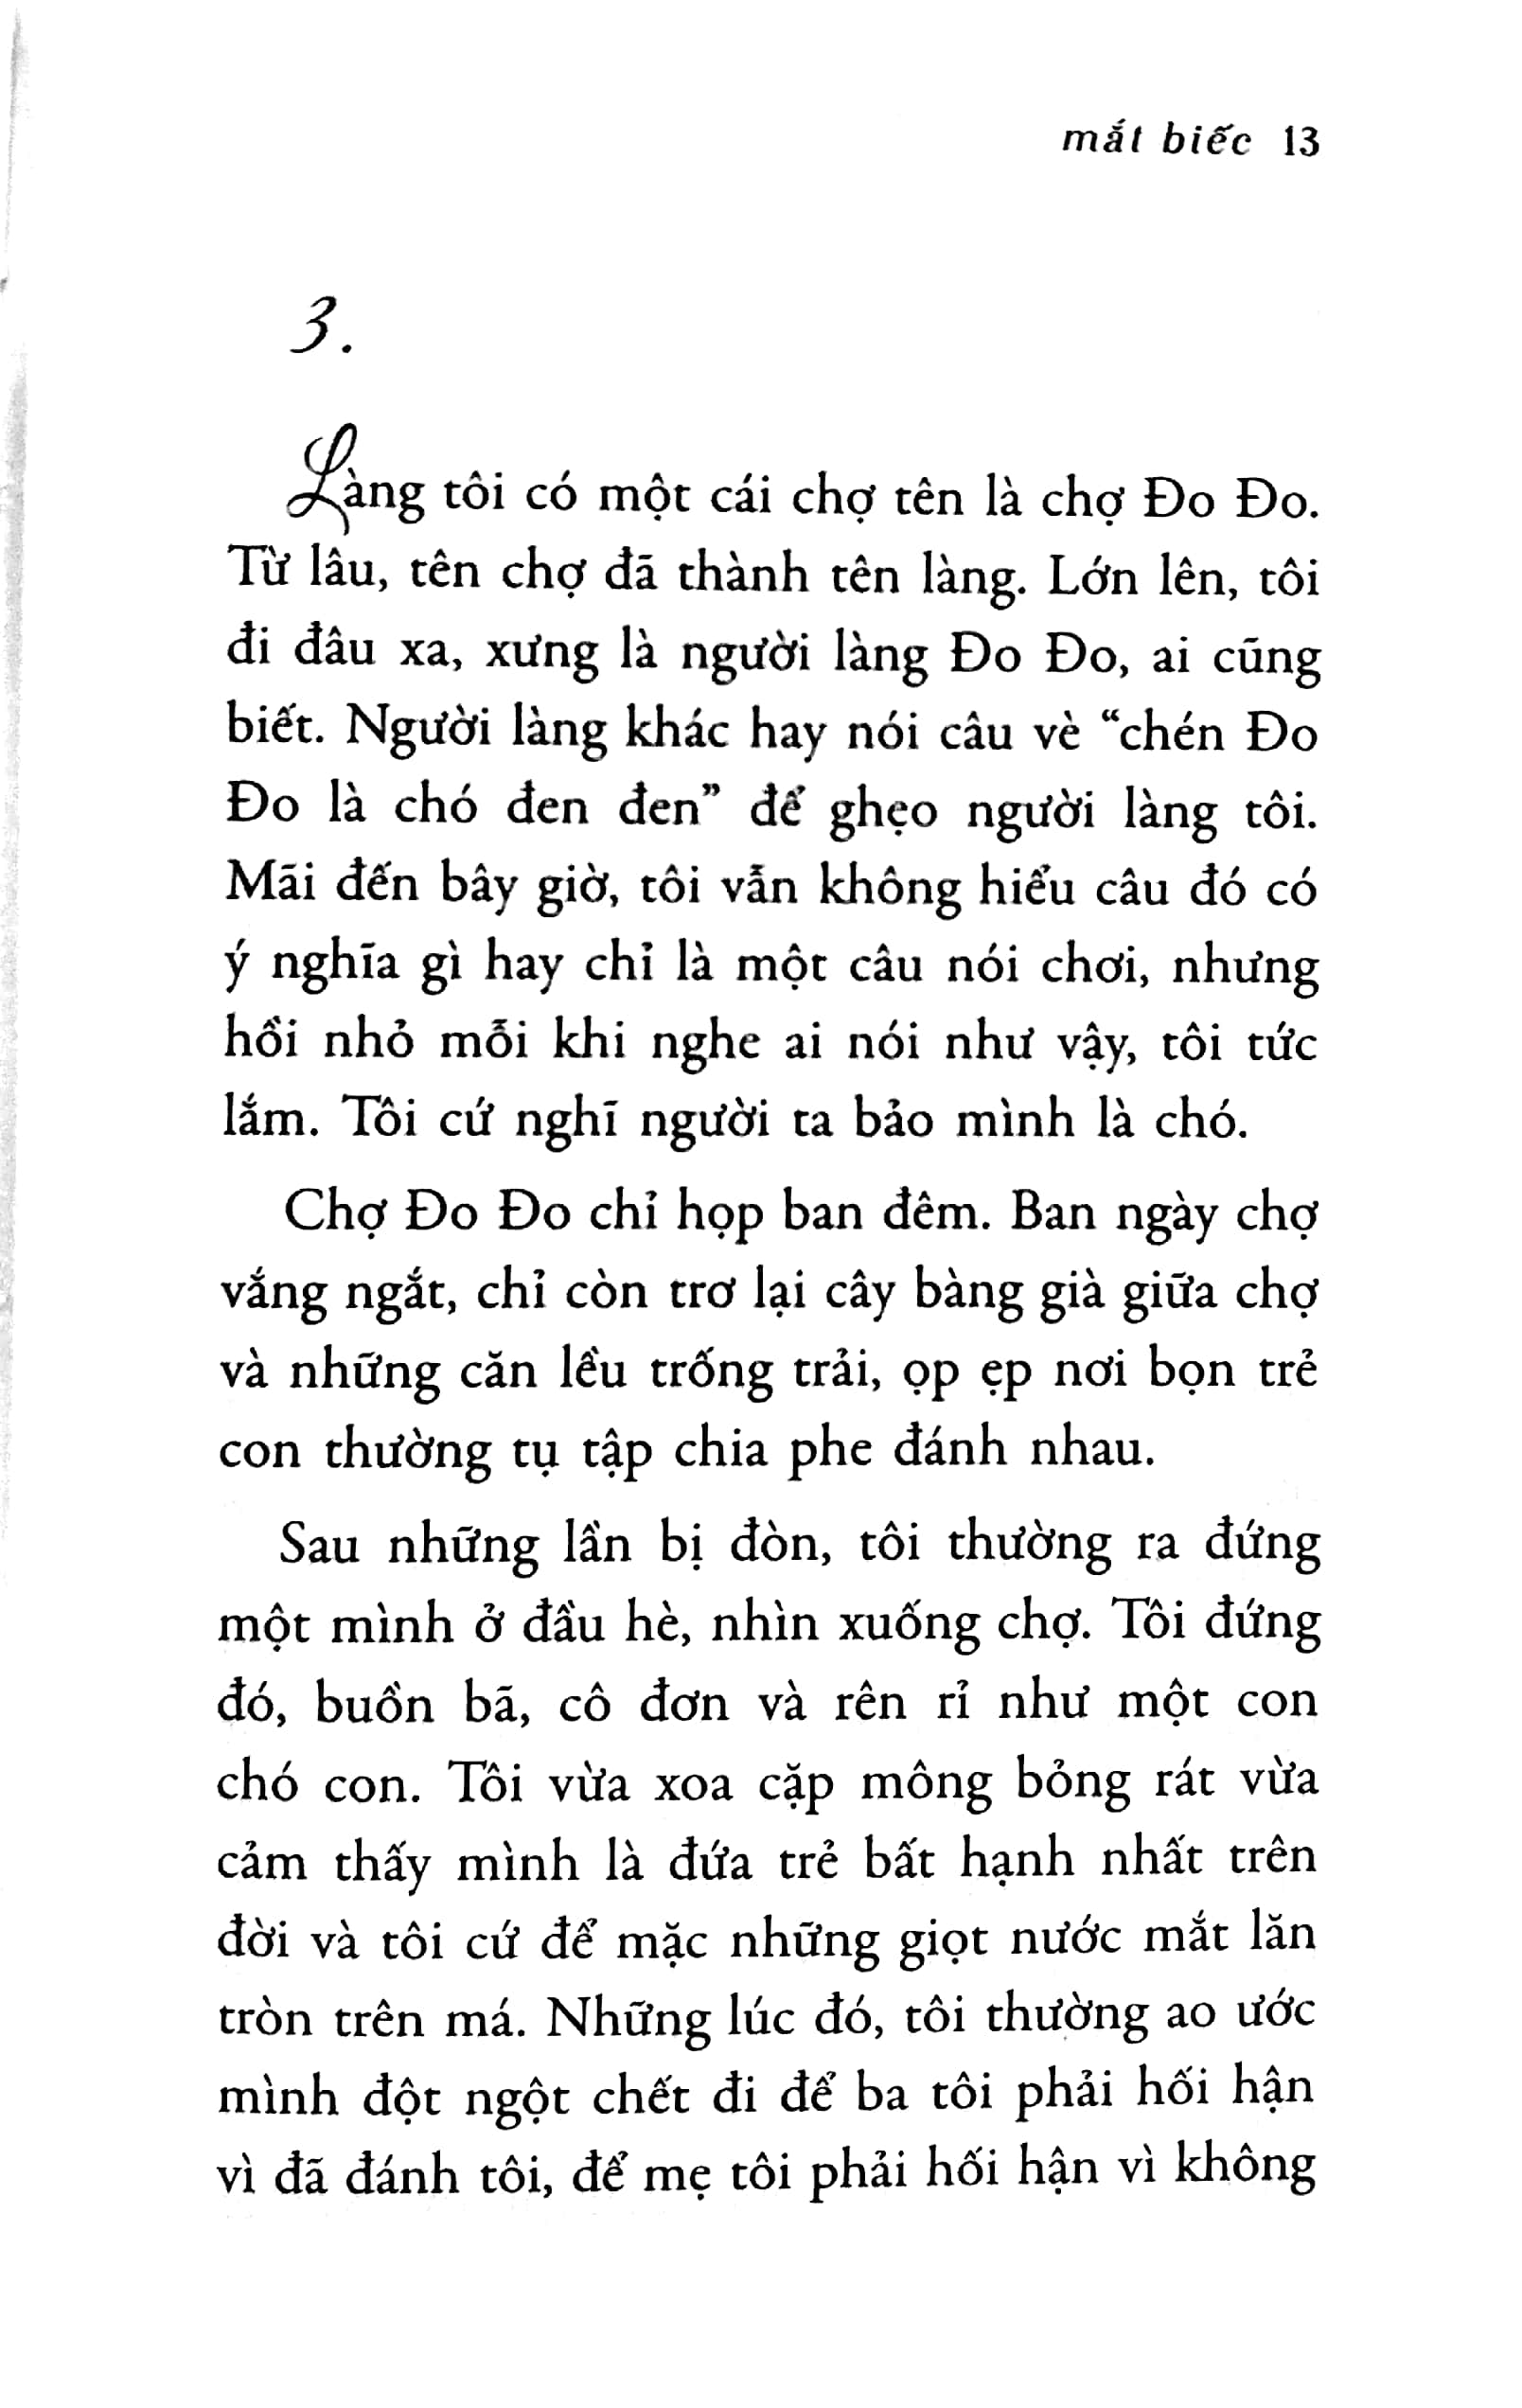 mắt biếc 13
3.
Làng tôi có một cái chợ tên là chợ Đo Đo.
Từ lâu, tên chợ đã thành tên làng. Lớn lên, tôi
đi đâu xa, xưng là người làng Đo Đo, ai cũng
biết. Người làng khác hay nói câu vè “chén Đo
Đo là chó đen đen” để ghẹo người làng tôi.
Mãi đến bây giờ, tôi vẫn không hiểu câu đó có
ý nghĩa gì hay chỉ là một câu nói chơi, nhưng
hồi nhỏ mỗi khi nghe ai nói như vậy, tôi tức
lắm. Tôi cứ nghĩ người ta bảo mình là chó.
Chợ Đo Đo chỉ họp ban đêm. Ban ngày chợ
vắng ngắt, chỉ còn trơ lại cây bàng già giữa chợ
và những căn lều trống trải, ọp ẹp nơi bọn trẻ
con thường tụ tập chia phe đánh nhau.
Sau những lần bị đòn, tôi thường ra đứng
một mình ở đầu hè, nhìn xuống chợ. Tôi đứng
đó, buồn bã, cô đơn và rên rỉ như một con
chó con. Tôi vừa xoa cặp mông bỏng rát vừa
cảm thấy mình là đứa trẻ bất hạnh nhất trên
đời và tôi cứ để mặc những giọt nước mắt lăn
tròn trên má. Những lúc đó, tôi thường ao ước
mình đột ngột chết đi để ba tôi phải hối hận
vì đã đánh tôi, để mẹ tôi phải hối hận vì không